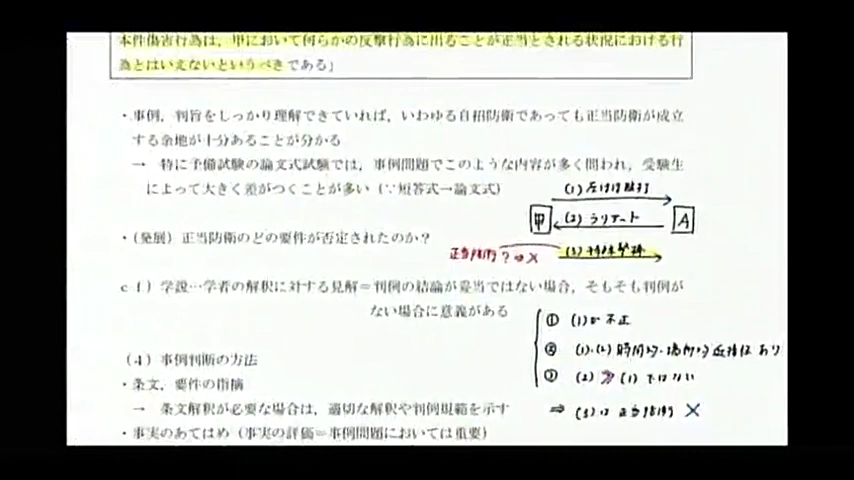 本件傷害行為は，甲において何らかの反撃行為に出ることが正当とされる状況における行
為とはいえないというべきである」
・事例，判旨をしっかり理解できていれば，いわゆる自招防衛であっても正当防衛が成立
する余地が十分あることが分かる
→ 特に予備試験の論文式試験では，事例問題でこのような内容が多く問われ，受験生
によって大きく差がつくことが多い（∵短答式→論文式）
(1)
甲
(2) ラリアート
A
・（発展）正当防衛のどの要件が否定されたのか？
正当防衛？⇒×
(3) 特殊警棒
ｃｆ）学説…学者の解釈に対する見解＝判例の結論が妥当ではない場合，そもそも判例が
ない場合に意義がある
① (1)が不正
② (1)・(2) 時間的・場所的近接性あり
③ (2) ≫ (1) ではない
⇒ (3)は正当防衛 ×
（4）事例判断の方法
・条文，要件の指摘
→ 条文解釈が必要な場合は，適切な解釈や判例規範を示す
・事実のあてはめ（事実の評価＝事例問題においては重要）